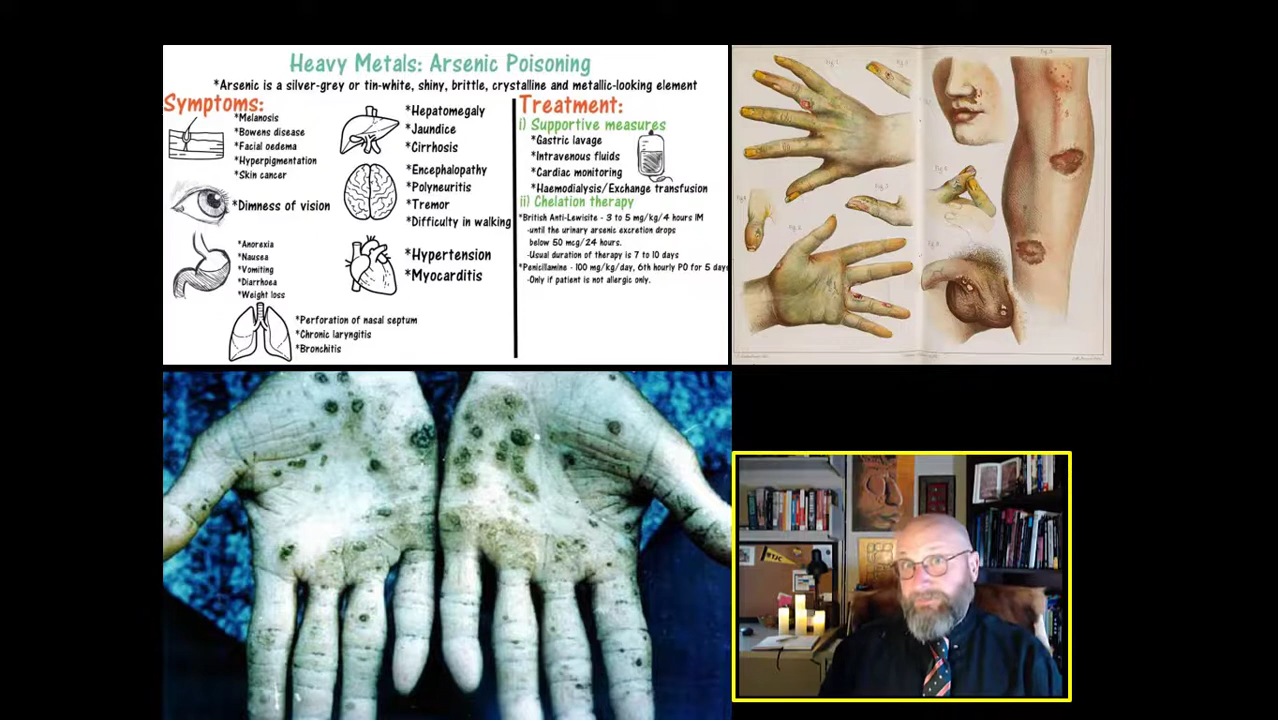 Heavy Metals: Arsenic Poisoning
*Arsenic is a silver-grey or tin-white, shiny, brittle, crystalline and metallic-looking element
Symptoms:
*Melanosis
*Bowens disease
*Facial oedema
*Hyperpigmentation
*Skin cancer
*Dimness of vision
*Anorexia
*Nausea
*Vomiting
*Diarrhoea
*Weight loss
*Perforation of nasal septum
*Chronic laryngitis
*Bronchitis
*Hepatomegaly
*Jaundice
*Cirrhosis
*Encephalopathy
*Polyneuritis
*Tremor
*Difficulty in walking
*Hypertension
*Myocarditis
Treatment:
i) Supportive measures
*Gastric lavage
*Intravenous fluids
*Cardiac monitoring
*Haemodialysis/Exchange transfusion
ii) Chelation therapy
*British Anti-Lewisite - 3 to 5 mg/kg/4 hours IM
-until the urinary arsenic excretion drops
below 50 mcg/24 hours.
-Usual duration of therapy is 7 to 10 days
*Penicillamine - 100 mg/kg/day, 6th hourly PO for 5 days
-Only if patient is not allergic only.
Fig. 1.